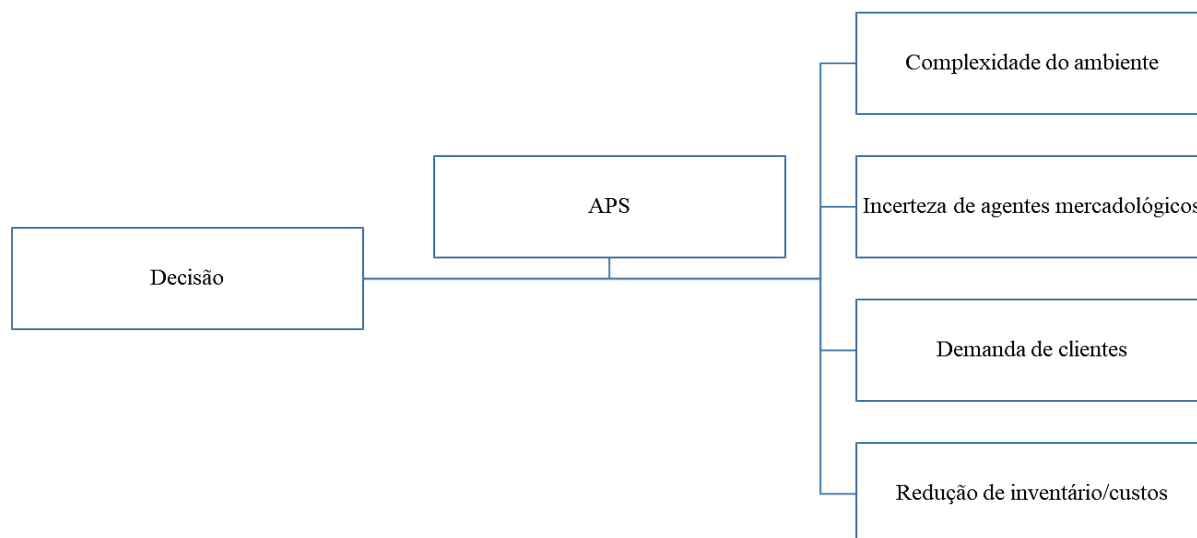 Complexidade do ambiente
APS
Incerteza de agentes mercadológicos
Decisão
Demanda de clientes
Redução de inventário/custos